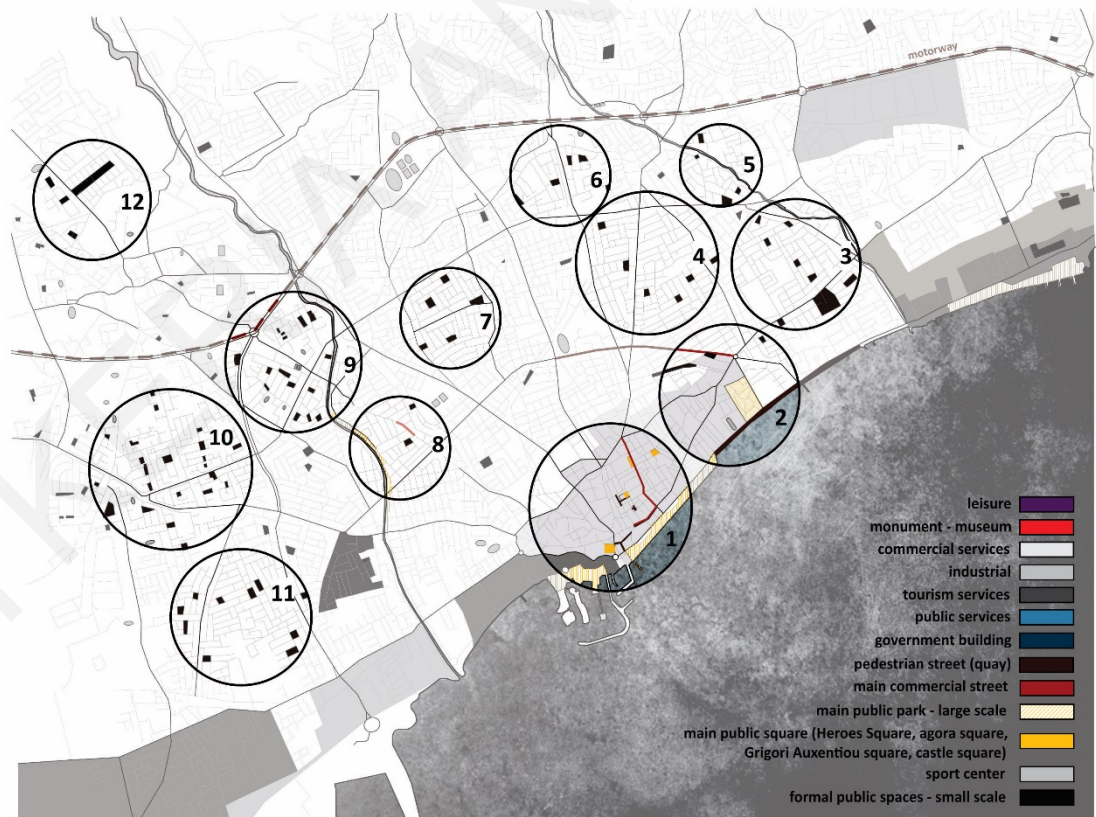 motorway
5
6
12
4
3
7
9
2
10
8
1
11
leisure
monument - museum
commercial services
industrial
tourism services
public services
government building
pedestrian street (quay)
main commercial street
main public park - large scale
main public square (Heroes Square, agora square,
Grigori Auxentiou square, castle square)
sport center
formal public spaces - small scale